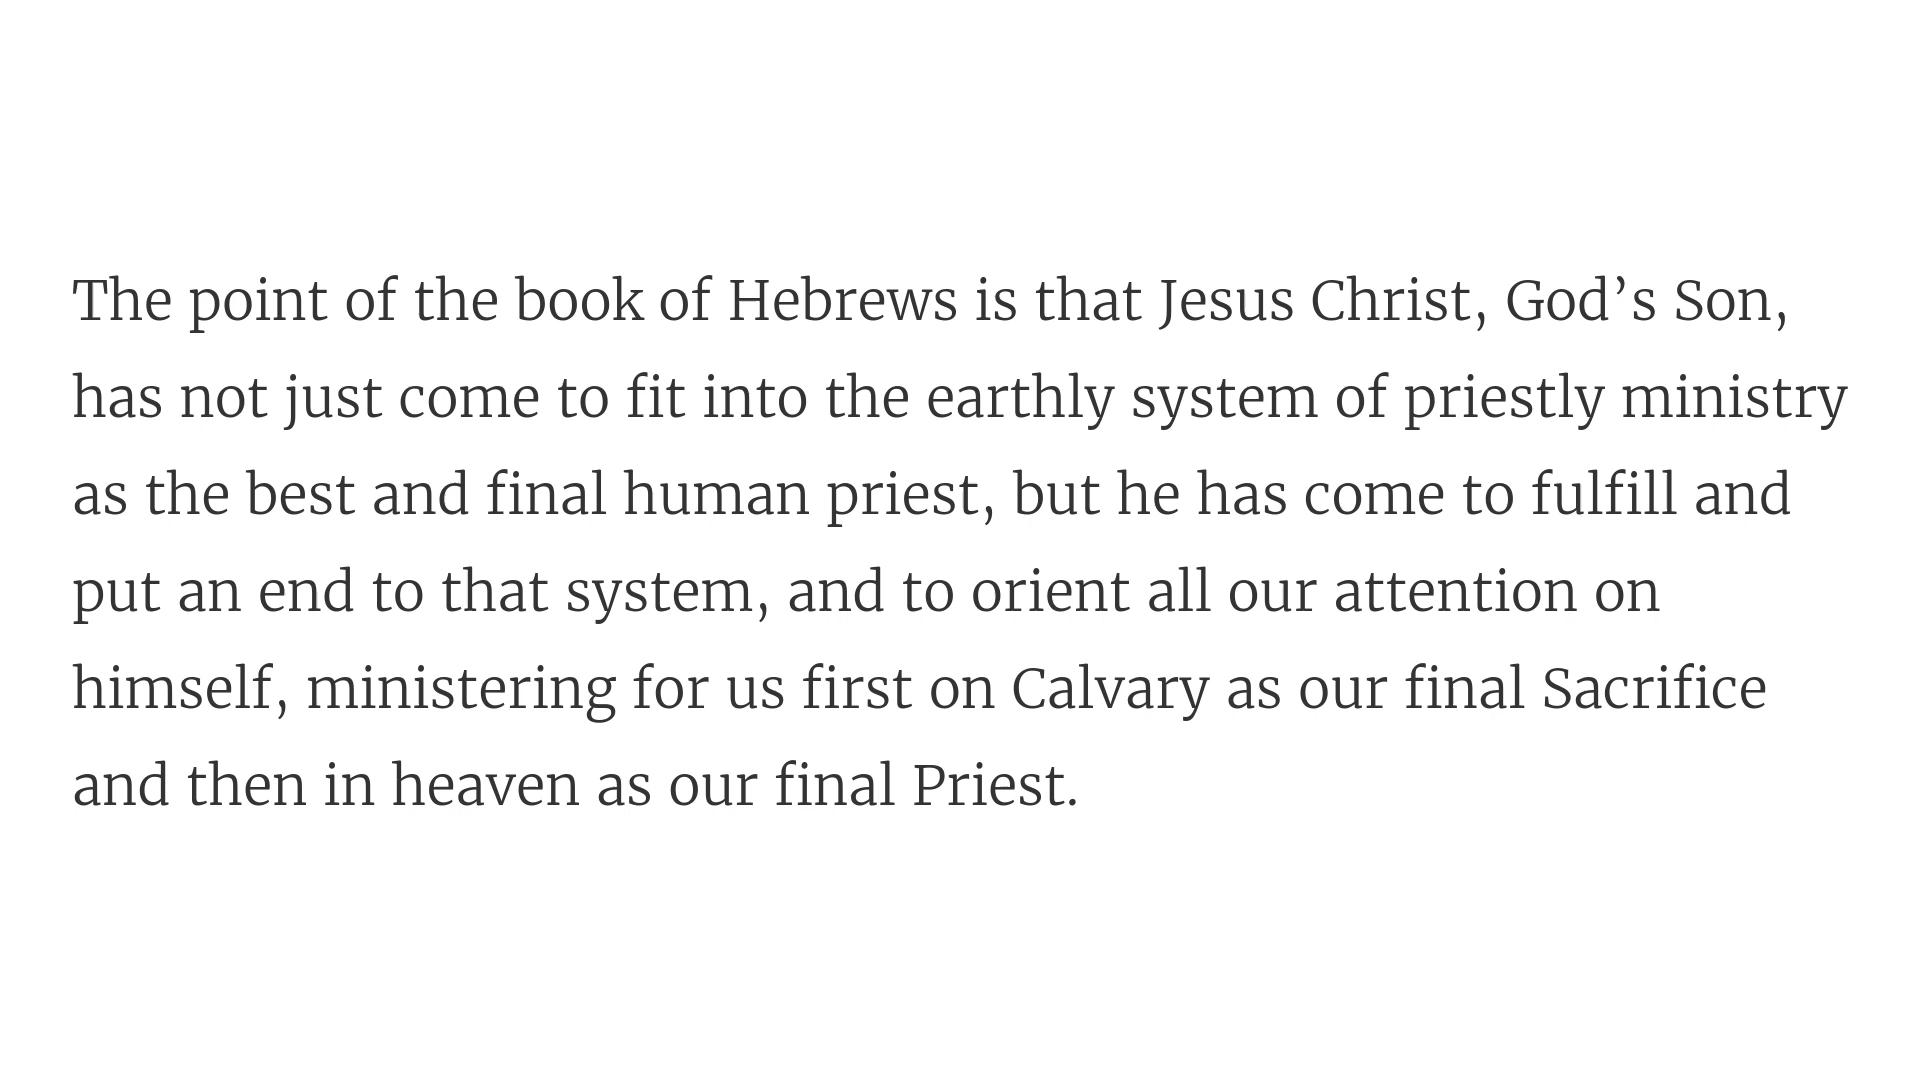 The point of the book of Hebrews is that Jesus Christ, God’s Son,
has not just come to fit into the earthly system of priestly ministry
as the best and final human priest, but he has come to fulfill and
put an end to that system, and to orient all our attention on
himself, ministering for us first on Calvary as our final Sacrifice
and then in heaven as our final Priest.